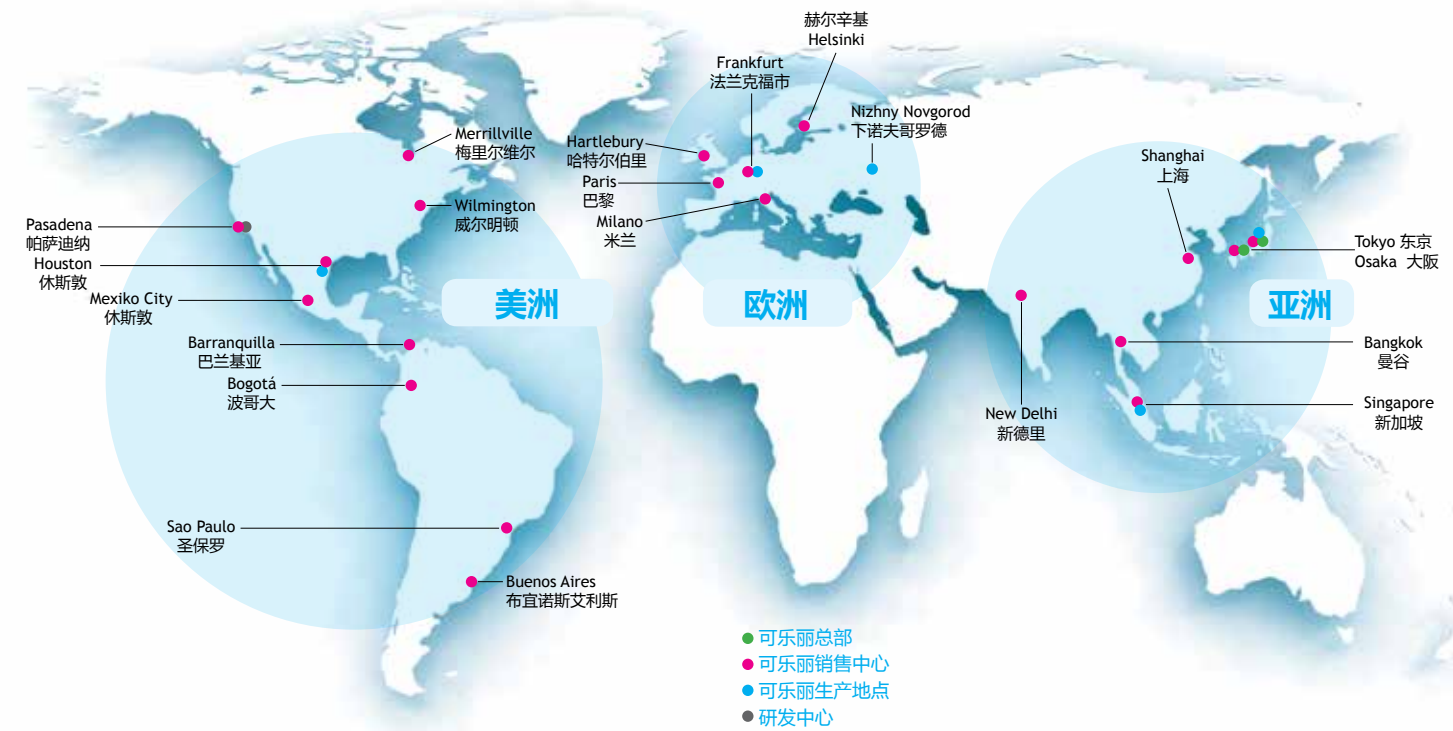 赫尔辛基
Helsinki
Frankfurt
法兰克福市
Nizhny Novgorod
下诺夫哥罗德
Merrillville
梅里尔维尔
Hartlebury
哈特尔伯里
Paris
巴黎
Milano
米兰
Shanghai
上海
Wilmington
威尔明顿
Pasadena
帕萨迪纳
Houston
休斯敦
Mexiko City
休斯敦
Tokyo 东京
Osaka 大阪
美洲
欧洲
亚洲
Barranquilla
巴兰基亚
Bogotá
波哥大
Bangkok
曼谷
New Delhi
新德里
Singapore
新加坡
Sao Paulo
圣保罗
Buenos Aires
布宜诺斯艾利斯
可乐丽总部
可乐丽销售中心
可乐丽生产地点
研发中心